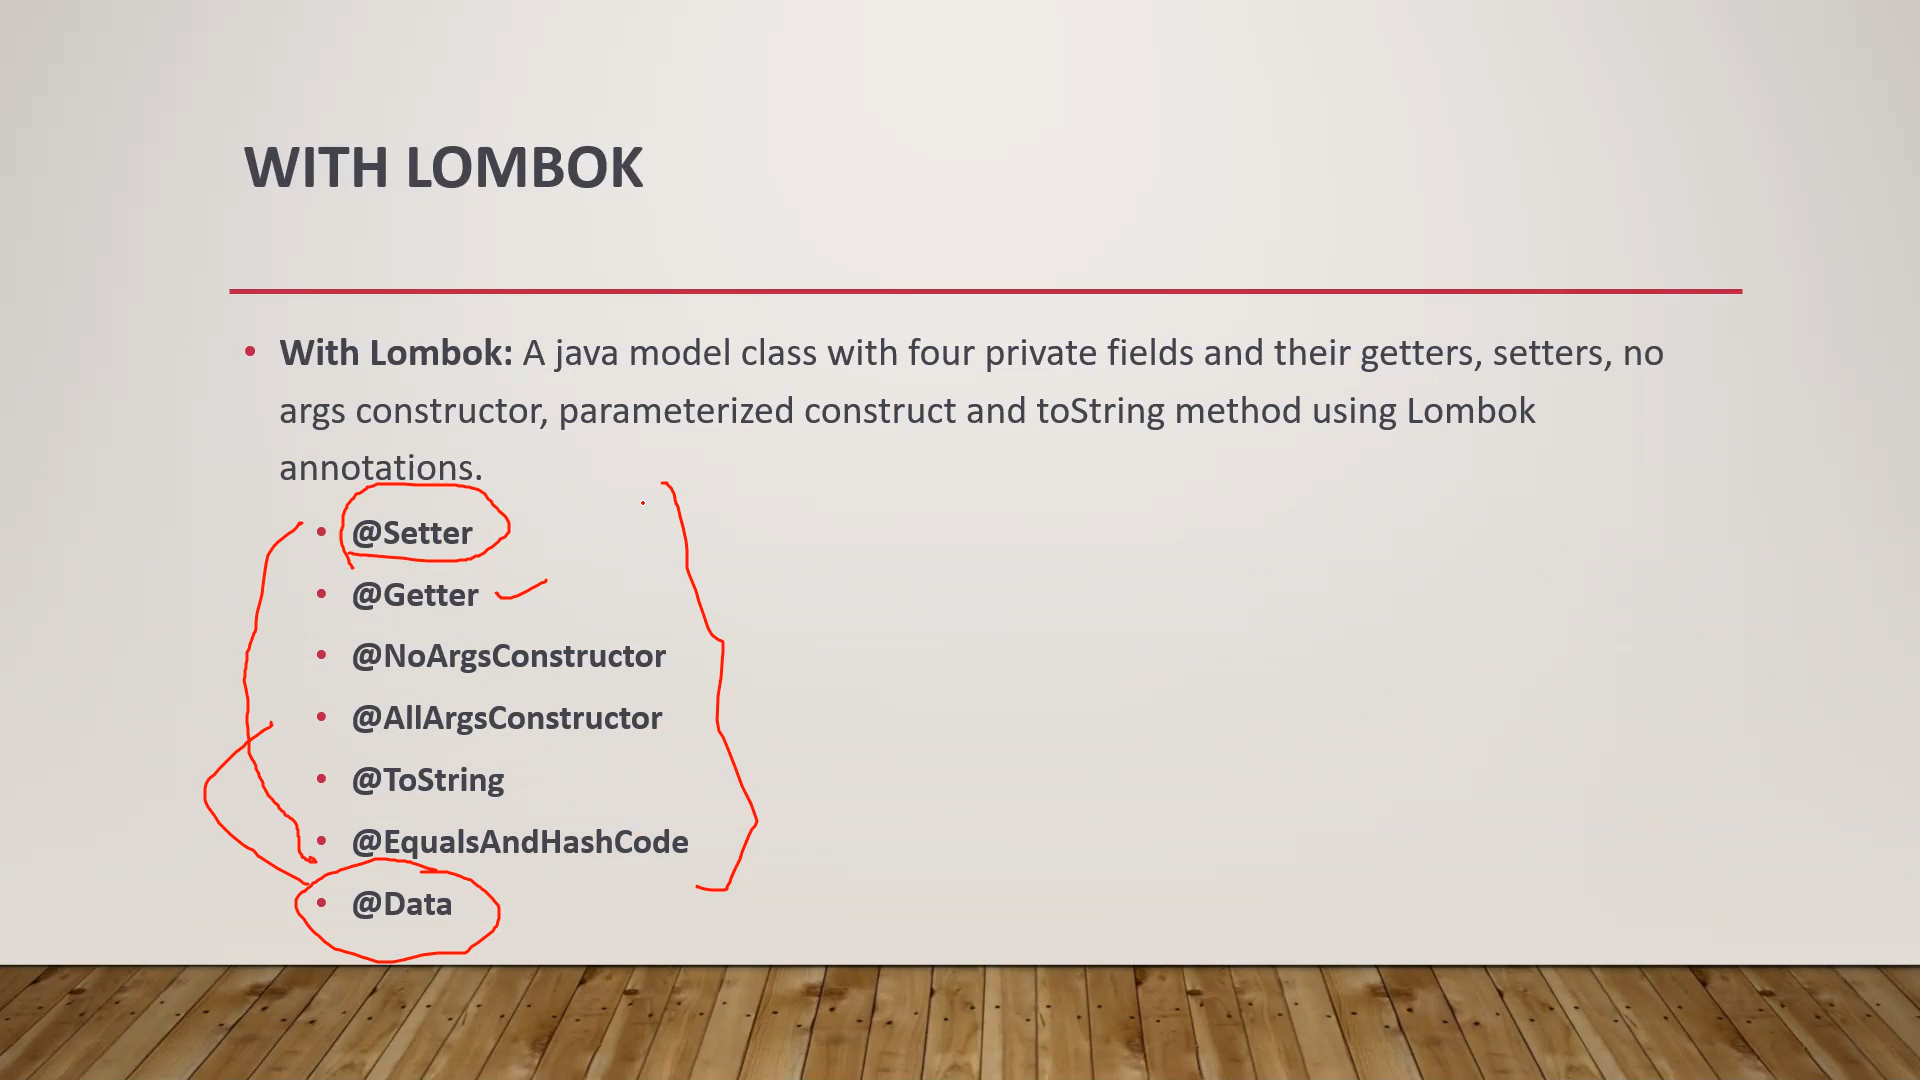 WITH LOMBOK
With Lombok: A java model class with four private fields and their getters, setters, no
args constructor, parameterized construct and toString method using Lombok
annotations.
@Setter
@Getter
@NoArgsConstructor
@AllArgsConstructor
@ToString
@EqualsAndHashCode
@Data